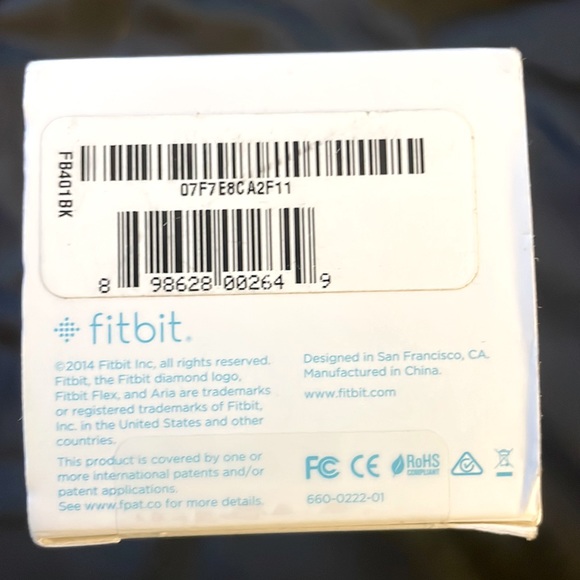 FB401BK
07F7E8CA2F11
8 98628 00264 9
fitbit.
©2014 Fitbit Inc, all rights reserved.
Fitbit, the Fitbit diamond logo,
Fitbit Flex, and Aria are trademarks
or registered trademarks of Fitbit,
Inc. in the United States and other
countries.
This product is covered by one or
more international patents and/or
patent applications.
See www.fpat.co for more details.
Designed in San Francisco, CA.
Manufactured in China.
www.fitbit.com
FC CE RoHS
COMPLIANT
660-0222-01